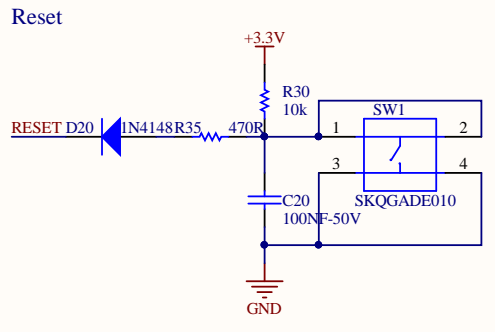 Reset
+3.3V
R30
10k
SW1
RESET D20 1N4148 R35 470R 1 2
3 4
C20 SKQGADE010
100NF-50V
GND